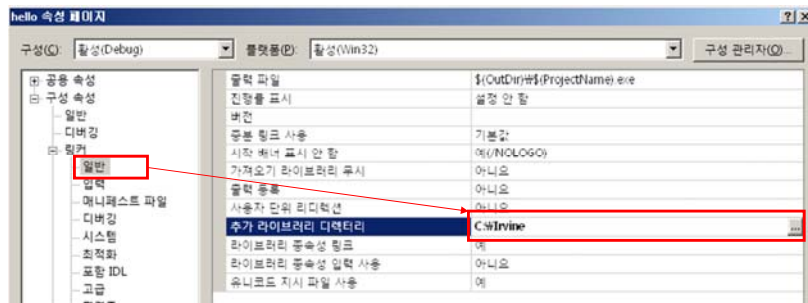 hello 속성 페이지
구성(C): 활성(Debug) 플랫폼(P): 활성(Win32) 구성 관리자(O)...
공용 속성
구성 속성
일반
디버깅
링커
일반
입력
매니페스트 파일
디버깅
시스템
최적화
포함 IDL
고급
출력 파일 $(OutDir)₩$(ProjectName).exe
진행률 표시 설정 안 함
버전
증분 링크 사용 기본값
시작 배너 표시 안 함 예(/NOLOGO)
가져오기 라이브러리 무시 아니요
출력 등록 아니요
사용자 단위 리디렉션 아니요
추가 라이브러리 디렉터리 C:₩Irvine ...
라이브러리 종속성 링크 예
라이브러리 종속성 입력 사용 아니요
유니코드 지시 파일 사용 예